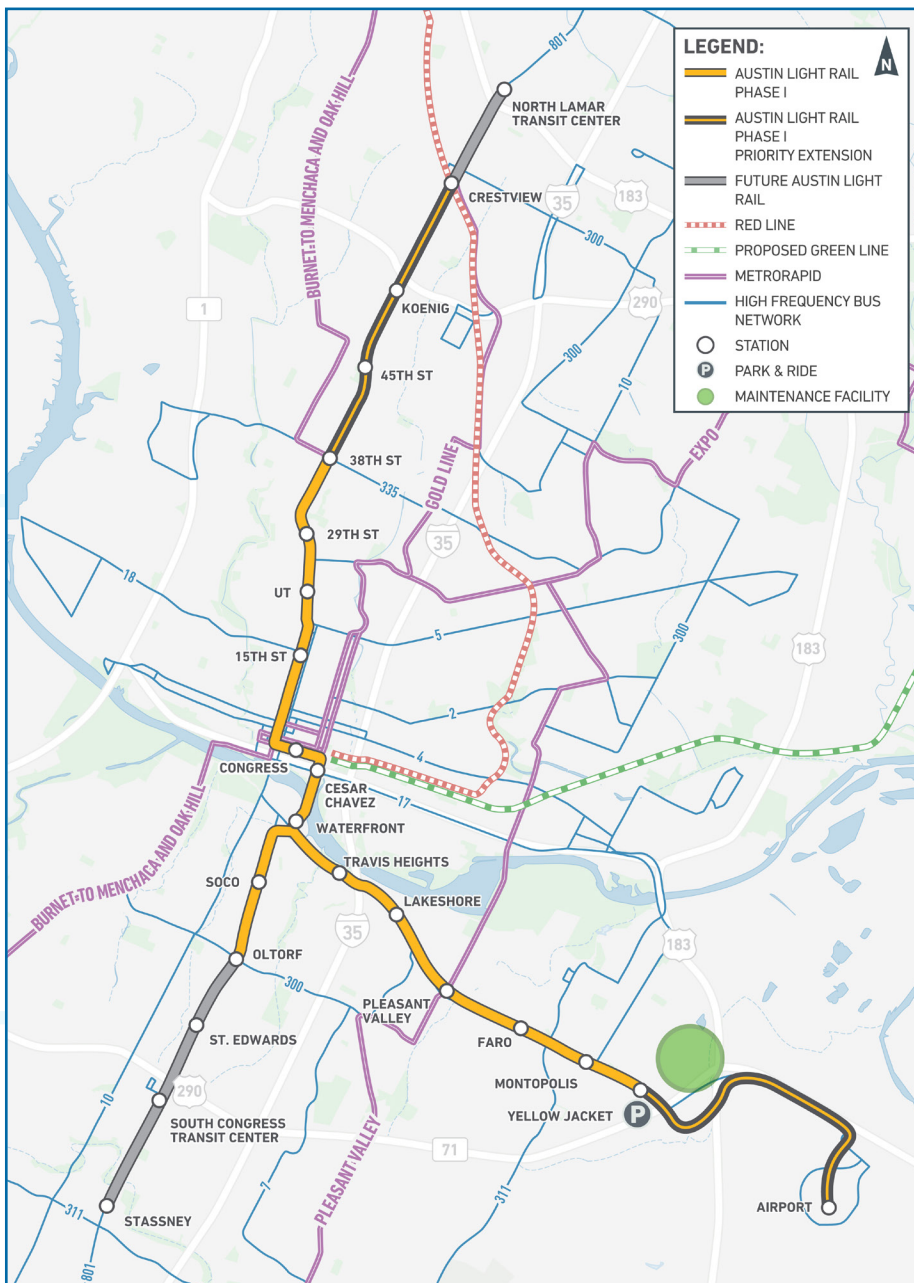 LEGEND:
N
AUSTIN LIGHT RAIL
PHASE I
AUSTIN LIGHT RAIL
PHASE I
PRIORITY EXTENSION
FUTURE AUSTIN LIGHT
RAIL
RED LINE
PROPOSED GREEN LINE
METRORAPID
HIGH FREQUENCY BUS
NETWORK
STATION
P
PARK & RIDE
MAINTENANCE FACILITY
801
NORTH LAMAR
TRANSIT CENTER
BURNET TO MENCHACA AND OAK HILL
CRESTVIEW
35
183
300
1
KOENIG
290
45TH ST
300
10
38TH ST
335
GOLD LINE
EXPO
29TH ST
35
18
UT
5
300
15TH ST
183
2
4
CONGRESS
CESAR
CHAVEZ
17
WATERFRONT
BURNET TO MENCHACA AND OAK HILL
TRAVIS HEIGHTS
SOCO
LAKESHORE
35
183
OLTORF
300
PLEASANT
VALLEY
ST. EDWARDS
FARO
MONTOPOLIS
10
290
SOUTH CONGRESS
TRANSIT CENTER
YELLOW JACKET
P
71
PLEASANT VALLEY
7
311
AIRPORT
311
STASSNEY
801